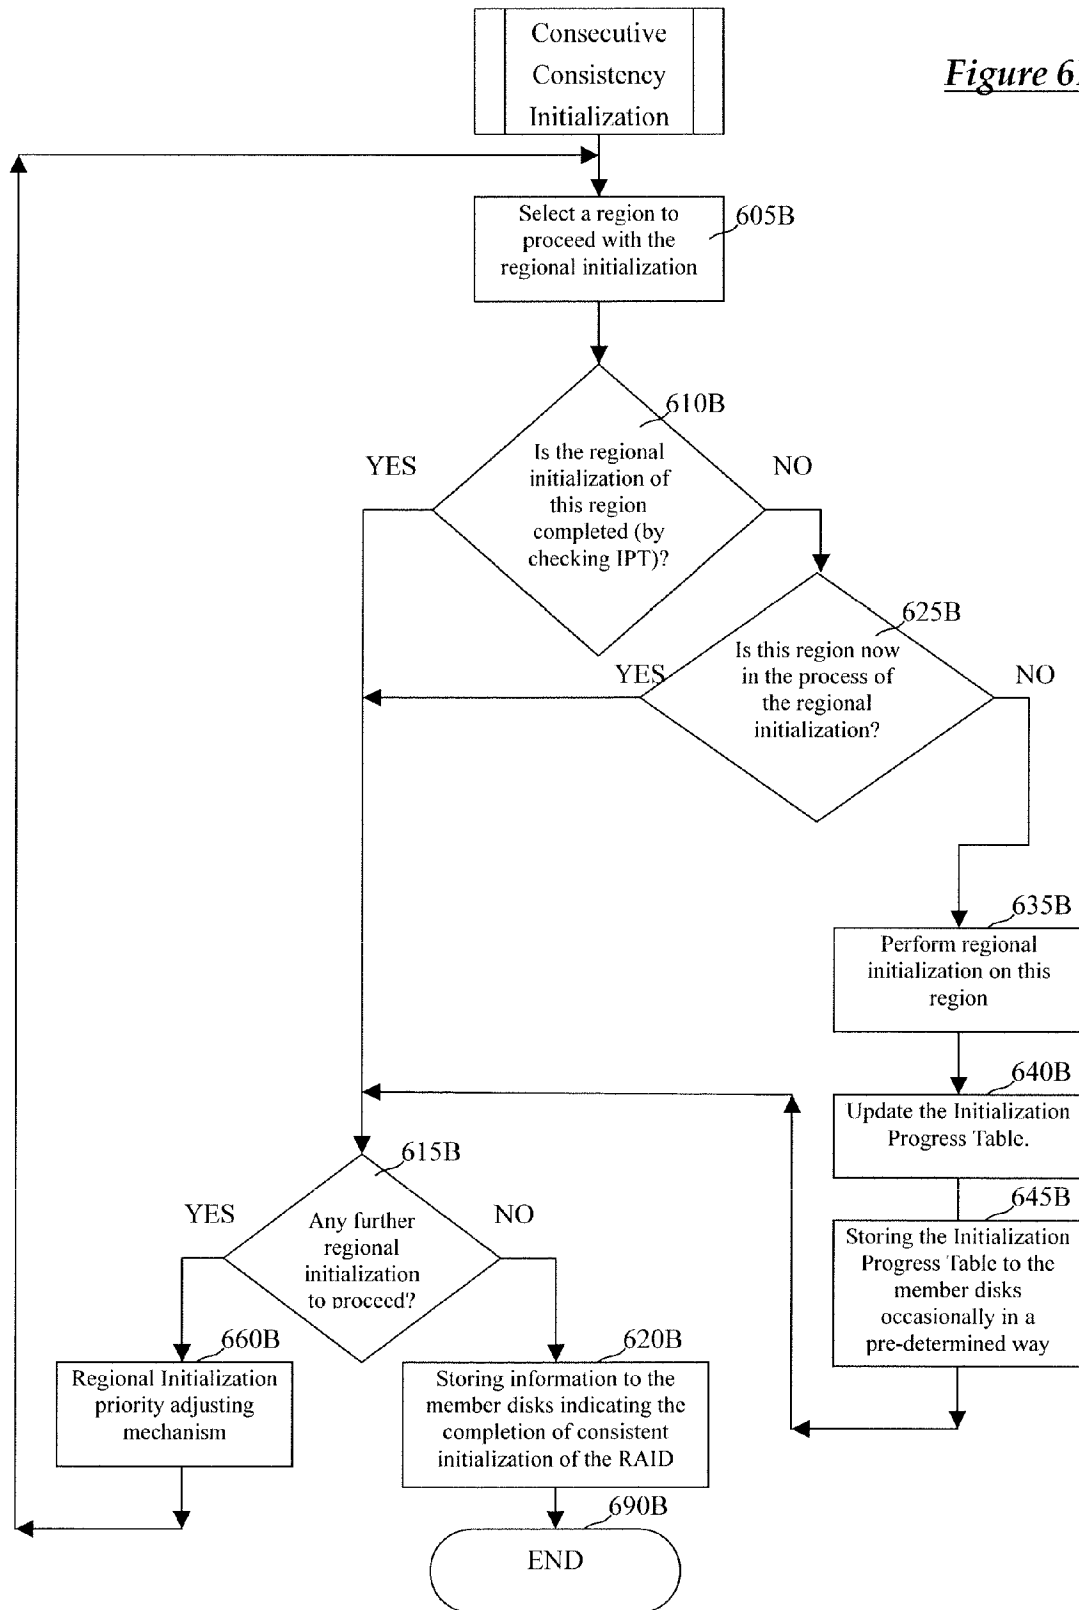 Consecutive
Consistency
Initialization
Figure 6
Select a region to
proceed with the
regional initialization
605B
610B
YES
NO
Is the regional
initialization of
this region
completed (by
checking IPT)?
625B
YES
NO
Is this region now
in the process of
the regional
initialization?
635B
Perform regional
initialization on this
region
640B
Update the Initialization
Progress Table.
645B
Storing the Initialization
Progress Table to the
member disks
occasionally in a
pre-determined way
615B
YES
NO
Any further
regional
initialization
to proceed?
660B
Regional Initialization
priority adjusting
mechanism
620B
Storing information to the
member disks indicating the
completion of consistent
initialization of the RAID
690B
END